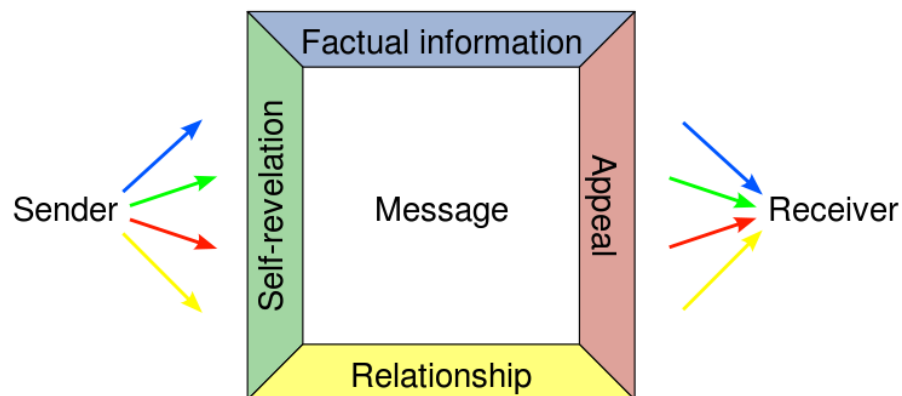 Factual information
Self-revelation
Sender
Message
Appeal
Receiver
Relationship